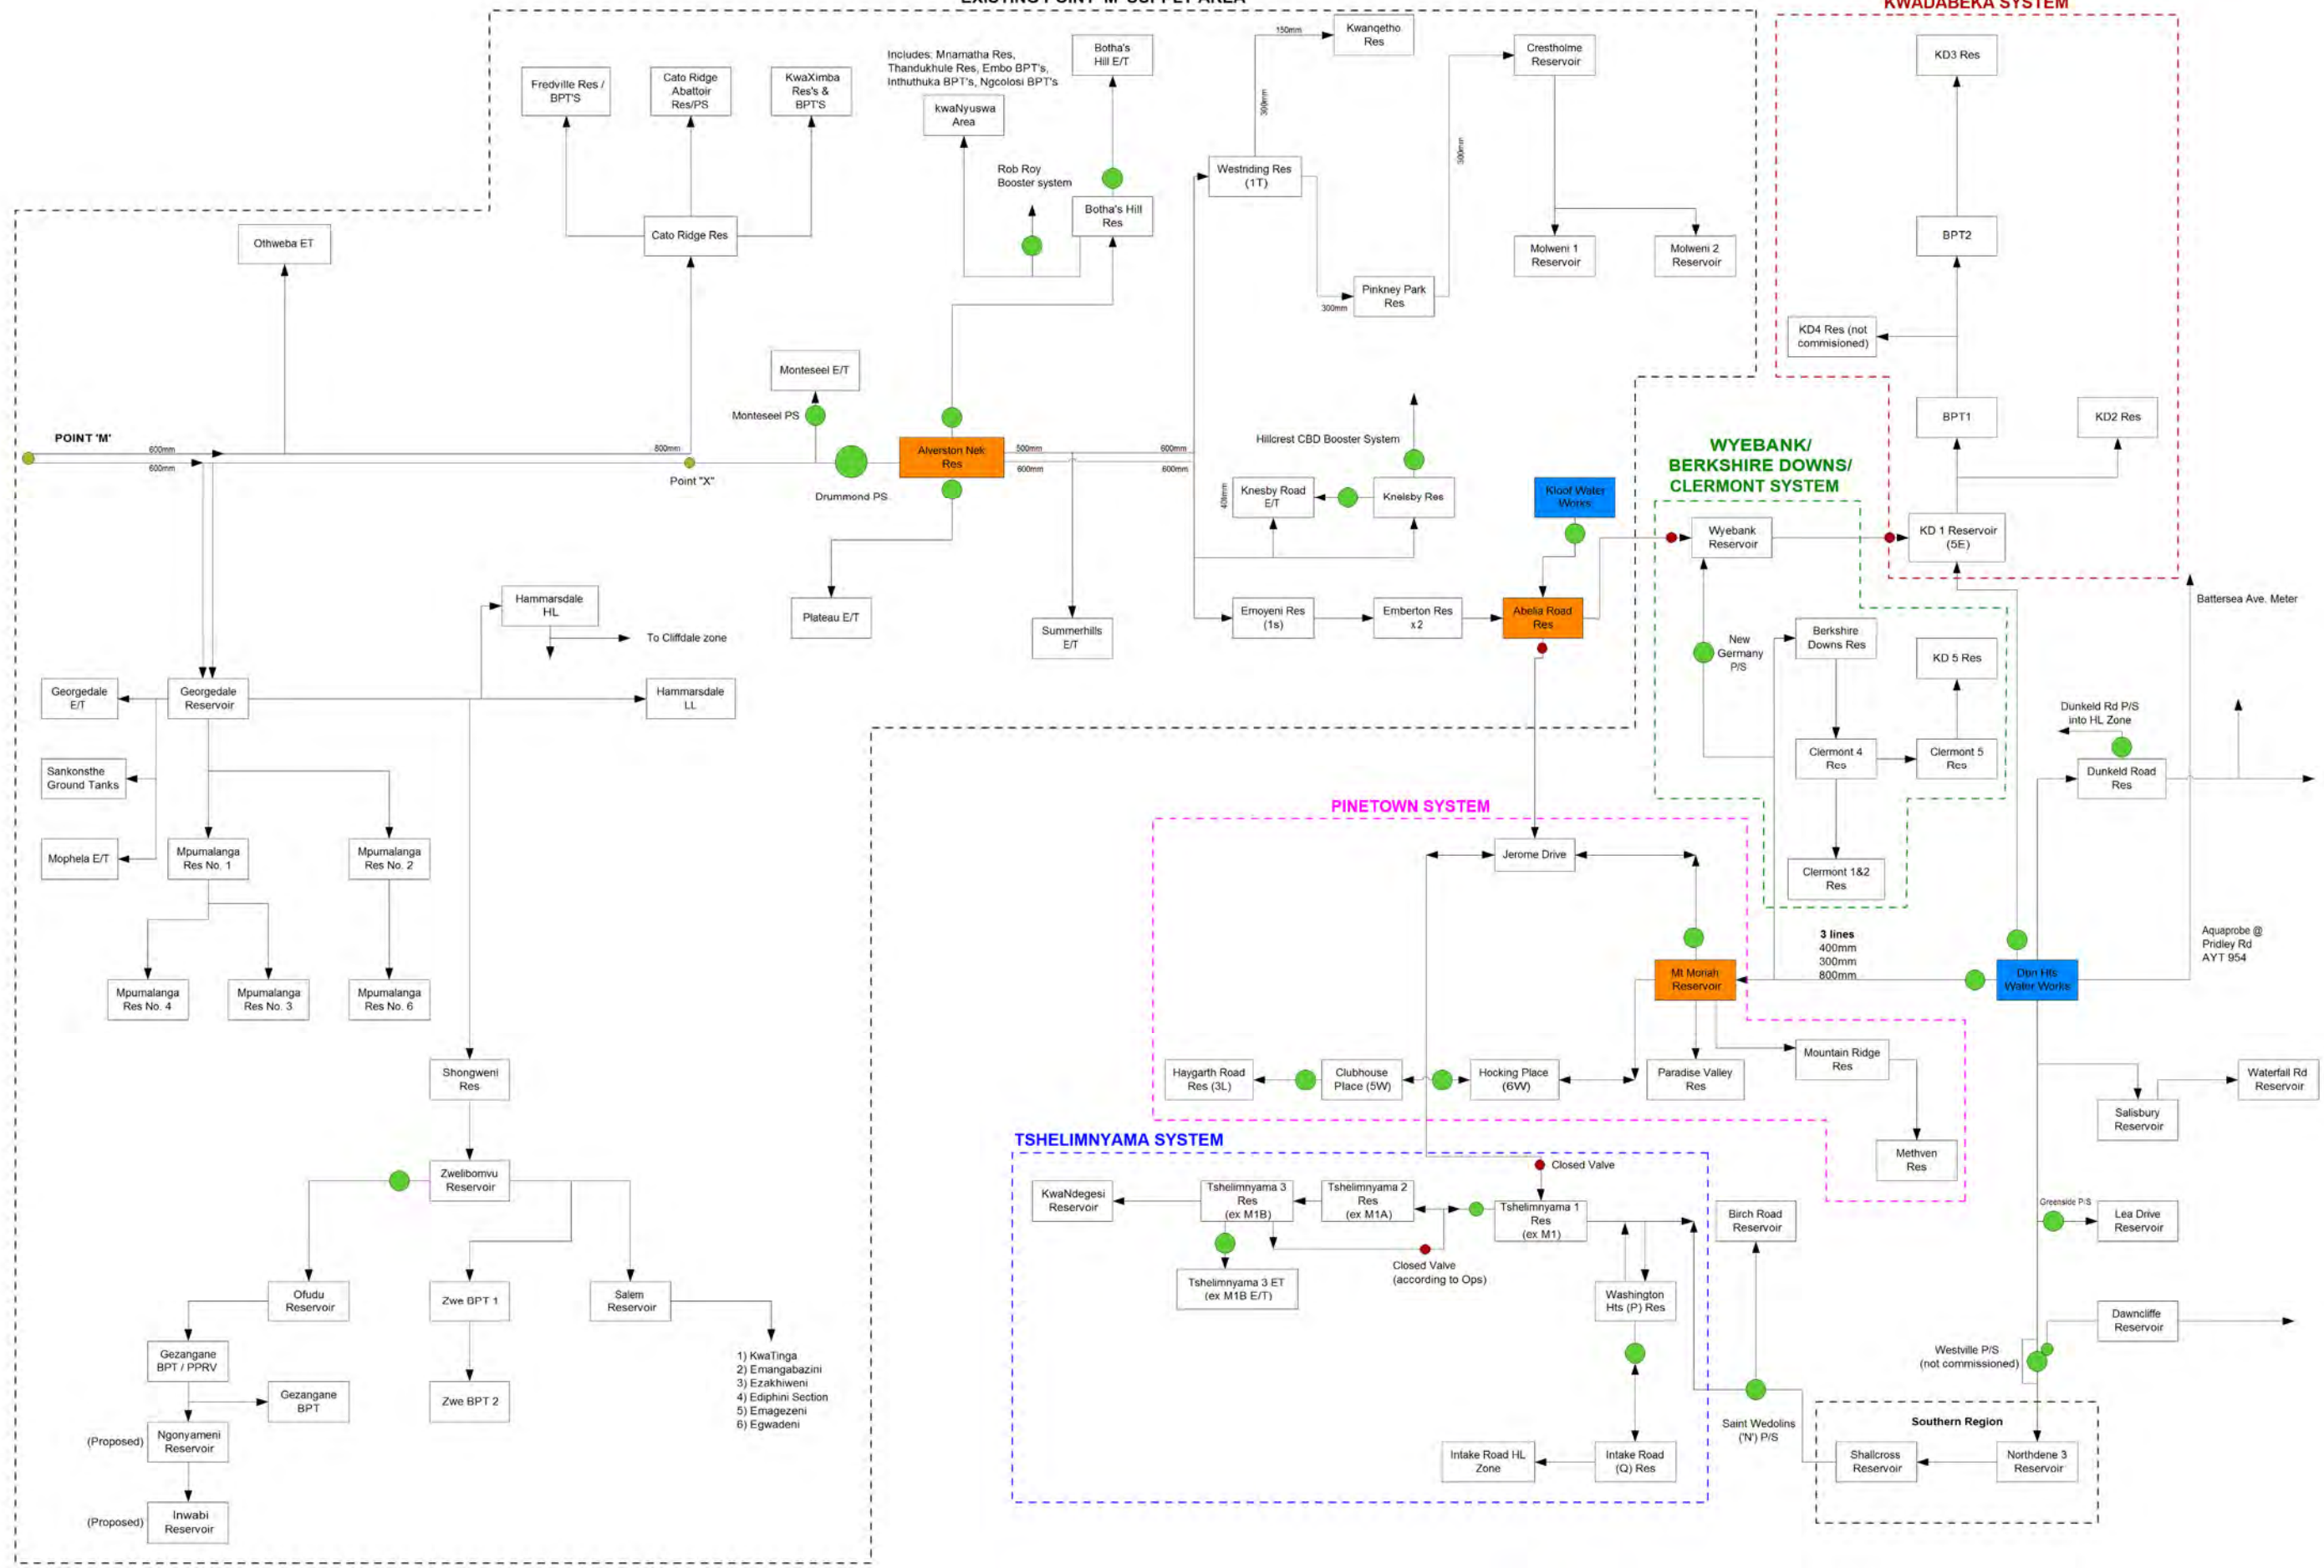 EXISTING POINT 'M' SUPPLY AREA
KWADABEKA SYSTEM
Fredville Res /
BPT'S
Cato Ridge
Abattoir
Res/PS
KwaXimba
Res's &
BPT'S
Includes: Mnamatha Res,
Thandukhule Res, Embo BPT's,
Inthuthuka BPT's, Ngcolosi BPT's
kwaNyuswa
Area
Botha's
Hill E/T
150mm
Kwanqetho
Res
Crestholme
Reservoir
KD3 Res
300mm
300mm
Rob Roy
Booster system
Westriding Res
(1T)
Botha's Hill
Res
Othweba ET
Cato Ridge Res
Molweni 1
Reservoir
Molweni 2
Reservoir
BPT2
Pinkney Park
Res
300mm
KD4 Res (not
commisioned)
Monteseel E/T
Monteseel PS
BPT1
KD2 Res
POINT 'M'
600mm
600mm
800mm
Point "X"
Drummond PS
Alverston Nek
Res
500mm
600mm
600mm
600mm
Hillcrest CBD Booster System
WYEBANK/
BERKSHIRE DOWNS/
CLERMONT SYSTEM
400mm
Knesby Road
E/T
Knelsby Res
Kloof Water
Works
Wyebank
Reservoir
KD 1 Reservoir
(5E)
Hammarsdale
HL
To Cliffdale zone
Plateau E/T
Summerhills
E/T
Emoyeni Res
(1s)
Emberton Res
x2
Abelia Road
Res
Battersea Ave. Meter
New
Germany
P/S
Berkshire
Downs Res
KD 5 Res
Georgedale
E/T
Georgedale
Reservoir
Hammarsdale
LL
Dunkeld Rd P/S
into HL Zone
Sankonsthe
Ground Tanks
Clermont 4
Res
Clermont 5
Res
Dunkeld Road
Res
PINETOWN SYSTEM
Mophela E/T
Mpumalanga
Res No. 1
Mpumalanga
Res No. 2
Jerome Drive
Clermont 1&2
Res
3 lines
400mm
300mm
800mm
Aquaprobe @
Pridley Rd
AYT 954
Mpumalanga
Res No. 4
Mpumalanga
Res No. 3
Mpumalanga
Res No. 6
Mt Moriah
Reservoir
Dbn Hts
Water Works
Shongweni
Res
Haygarth Road
Res (3L)
Clubhouse
Place (5W)
Hocking Place
(6W)
Paradise Valley
Res
Mountain Ridge
Res
Waterfall Rd
Reservoir
Salisbury
Reservoir
TSHELIMNYAMA SYSTEM
Methven
Res
Closed Valve
Zwelibomvu
Reservoir
KwaNdegesi
Reservoir
Tshelimnyama 3
Res
(ex M1B)
Tshelimnyama 2
Res
(ex M1A)
Tshelimnyama 1
Res
(ex M1)
Birch Road
Reservoir
Greenside P/S
Lea Drive
Reservoir
Closed Valve
(according to Ops)
Tshelimnyama 3 ET
(ex M1B E/T)
Ofudu
Reservoir
Zwe BPT 1
Salem
Reservoir
Washington
Hts (P) Res
Dawncliffe
Reservoir
Westville P/S
(not commissioned)
Gezangane
BPT / PPRV
1) KwaTinga
2) Emangabazini
3) Ezakhiweni
4) Ediphini Section
5) Emagezeni
6) Egwadeni
Gezangane
BPT
Zwe BPT 2
Saint Wedolins
('N') P/S
Southern Region
(Proposed)
Ngonyameni
Reservoir
Intake Road HL
Zone
Intake Road
(Q) Res
Shallcross
Reservoir
Northdene 3
Reservoir
(Proposed)
Inwabi
Reservoir